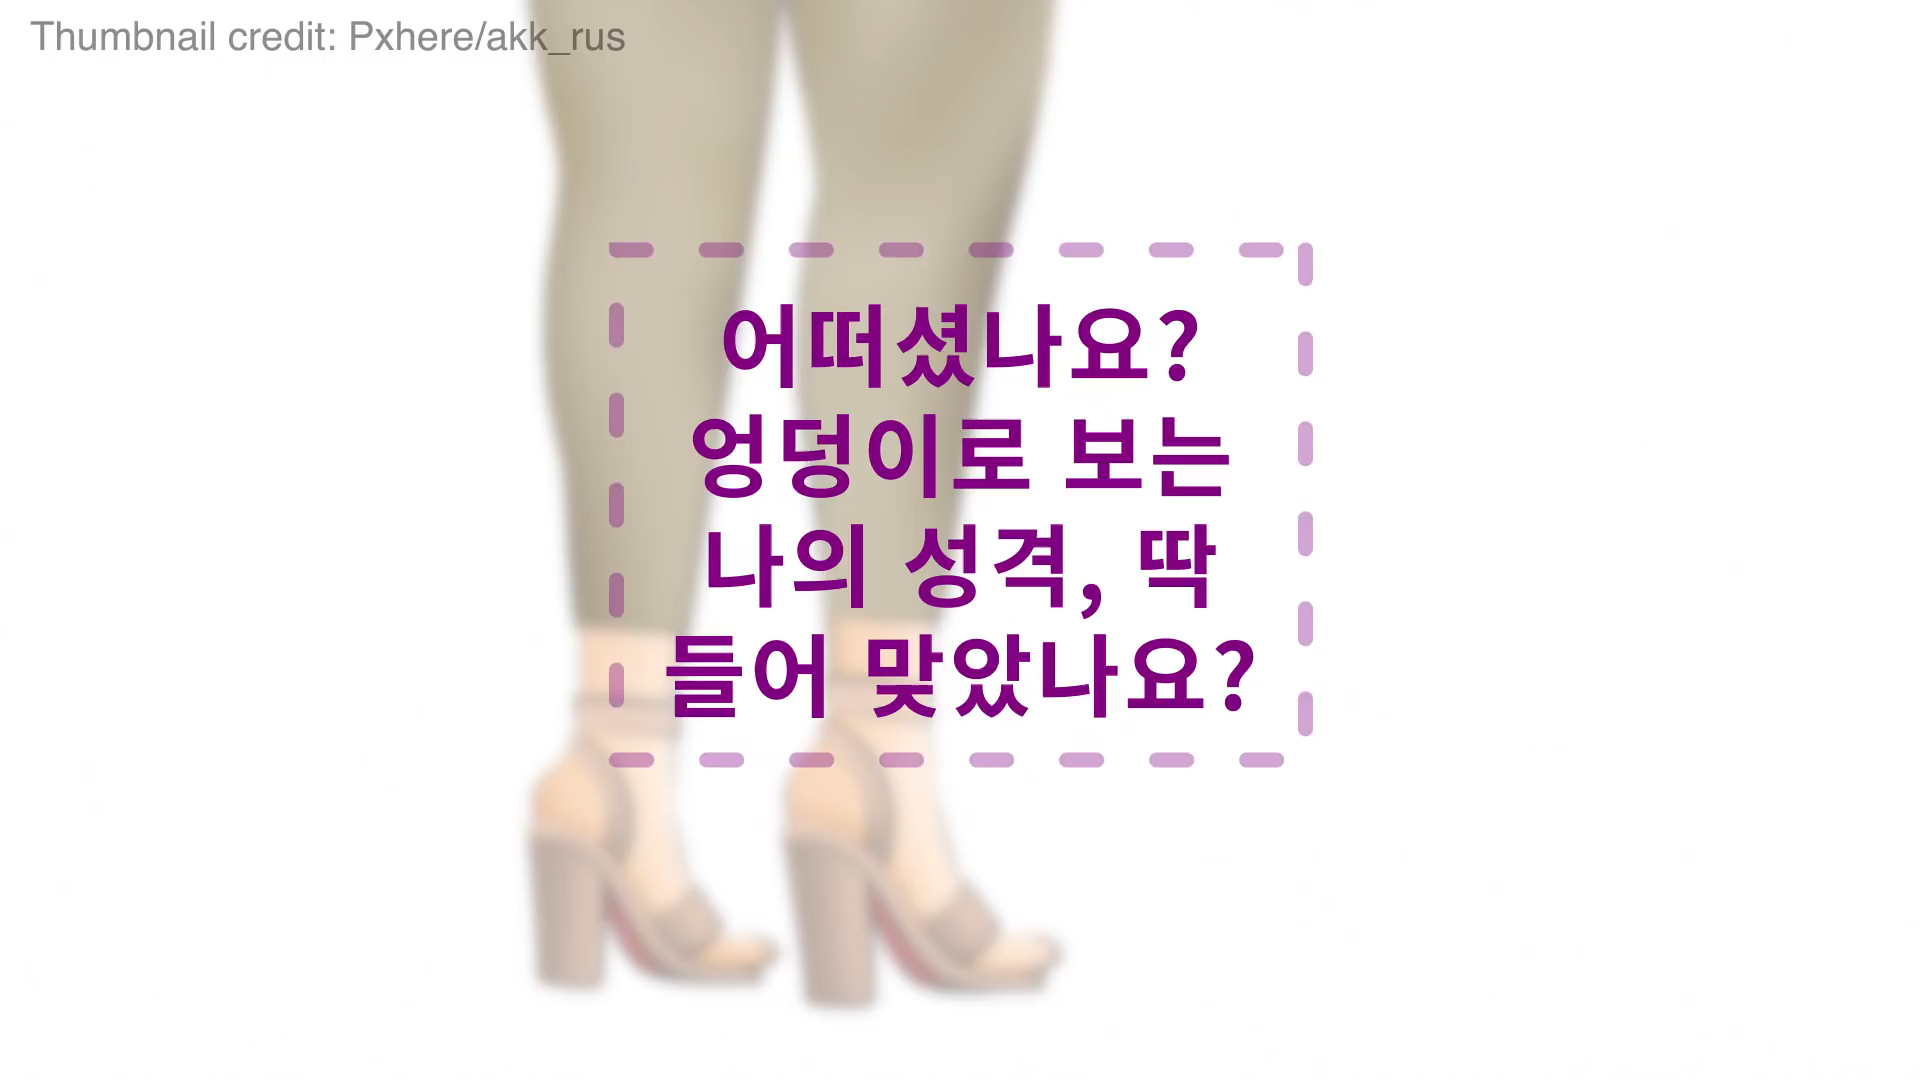 Thumbnail credit: Pxhere/akk_rus
어떠셨나요?
엉덩이로 보는
나의 성격, 딱
들어 맞았나요?